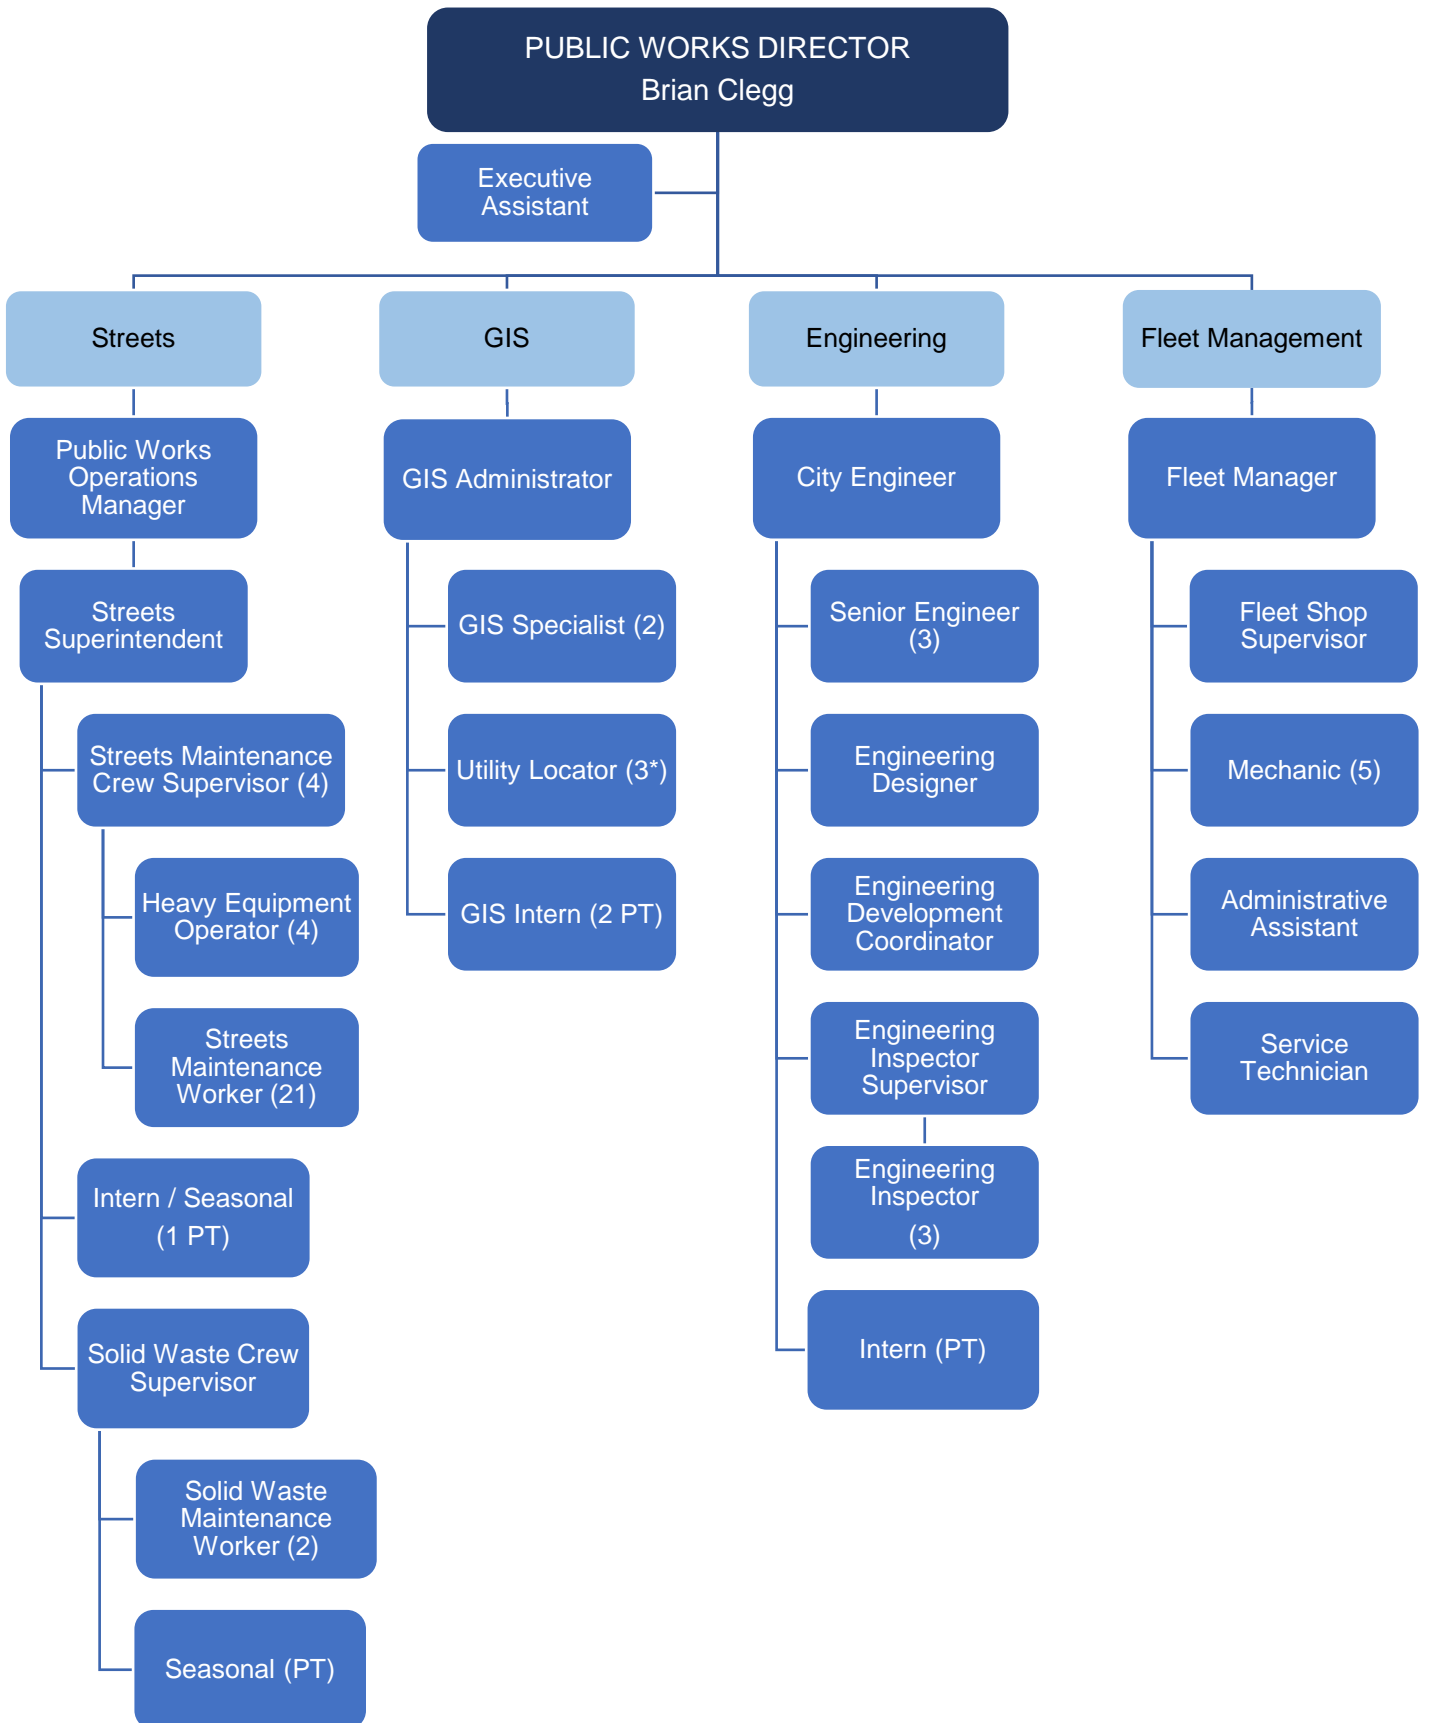 PUBLIC WORKS DIRECTOR
Brian Clegg
Executive
Assistant
Streets
Public Works
Operations
Manager
Streets
Superintendent
Streets Maintenance
Crew Supervisor (4)
Heavy Equipment
Operator (4)
Streets
Maintenance
Worker (21)
Intern / Seasonal
(1 PT)
Solid Waste Crew
Supervisor
Solid Waste
Maintenance
Worker (2)
Seasonal (PT)
GIS
GIS Administrator
GIS Specialist (2)
Utility Locator (3*)
GIS Intern (2 PT)
Engineering
City Engineer
Senior Engineer
(3)
Engineering
Designer
Engineering
Development
Coordinator
Engineering
Inspector
Supervisor
Engineering
Inspector
(3)
Intern (PT)
Fleet Management
Fleet Manager
Fleet Shop
Supervisor
Mechanic (5)
Administrative
Assistant
Service
Technician